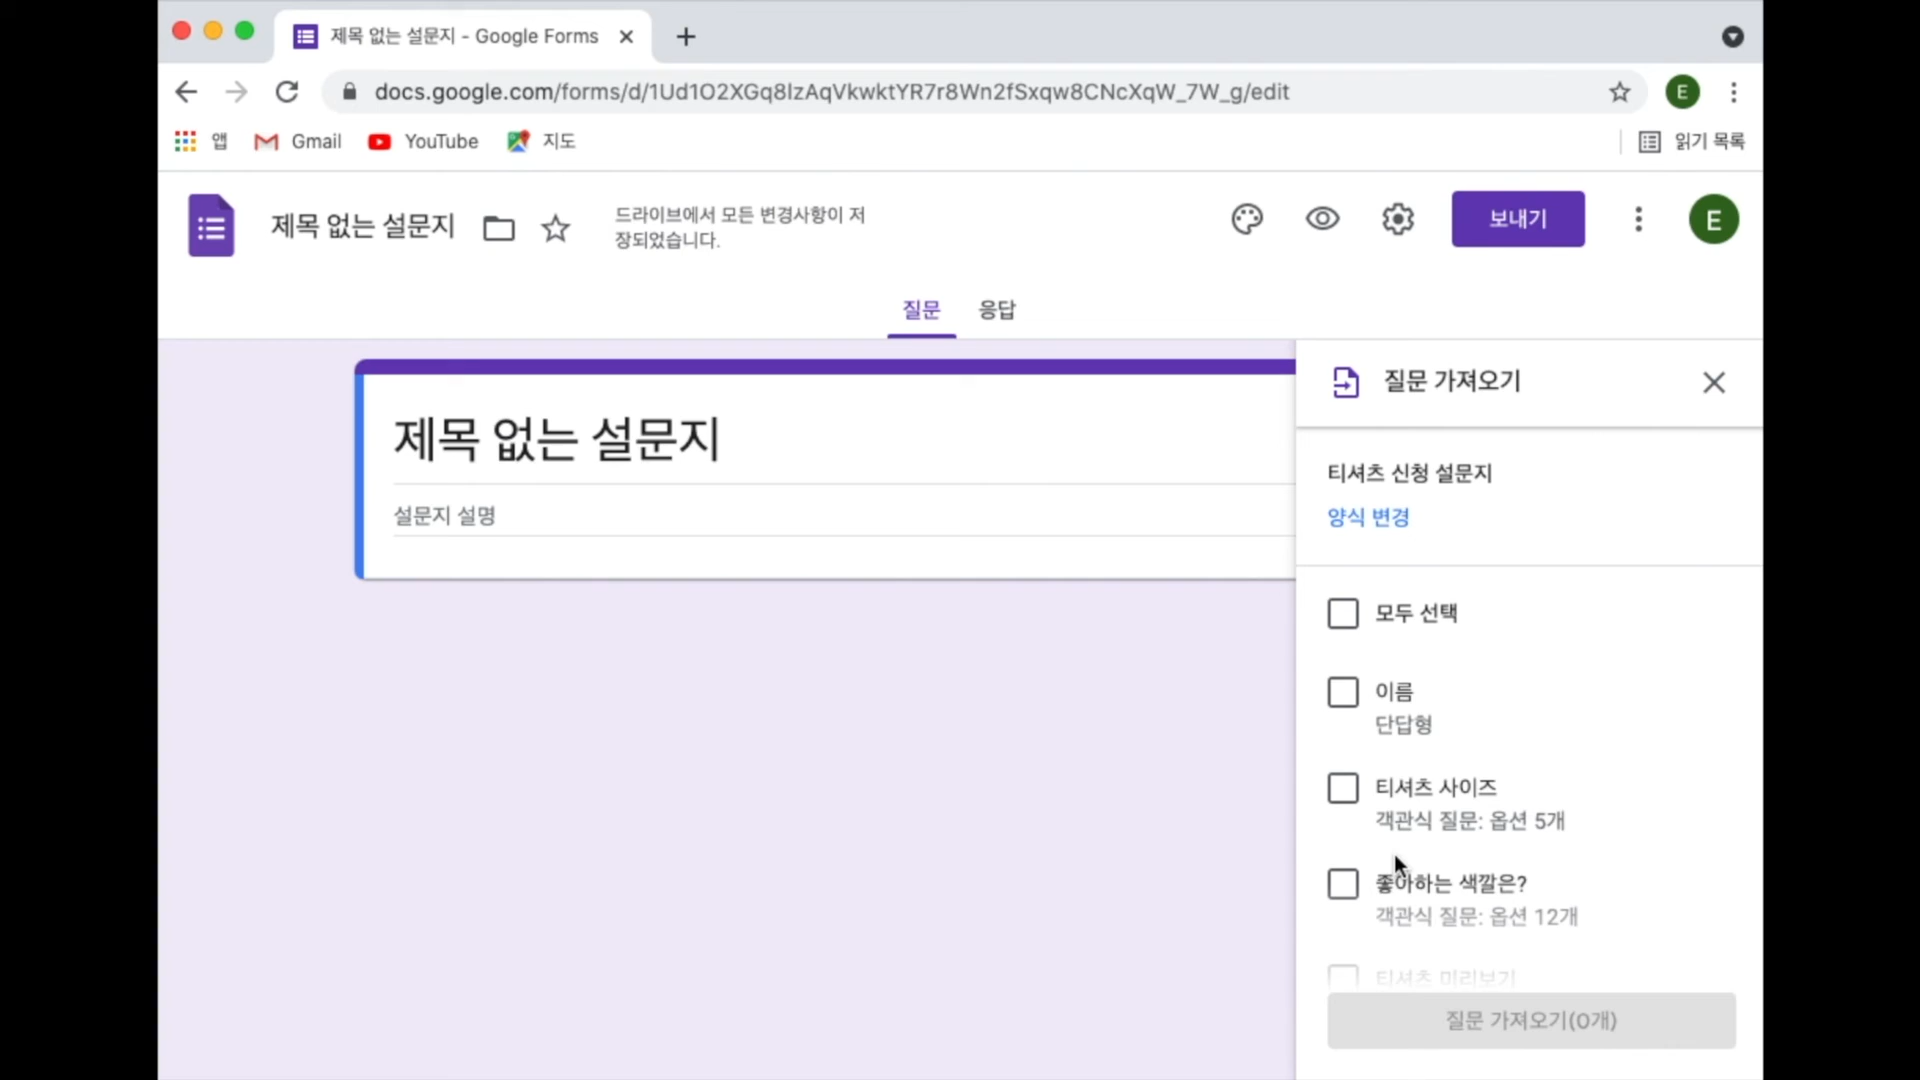 제목 없는 설문지 - Google Forms
docs.google.com/forms/d/1Ud1O2XGq8lzAqVkwktYR7r8Wn2fSxqw8CNcXqW_7W_g/edit
E
앱
Gmail
YouTube
지도
읽기 목록
제목 없는 설문지
드라이브에서 모든 변경사항이 저
장되었습니다.
보내기
E
질문
응답
제목 없는 설문지
설문지 설명
질문 가져오기
티셔츠 신청 설문지
양식 변경
모두 선택
이름
단답형
티셔츠 사이즈
객관식 질문: 옵션 5개
좋아하는 색깔은?
객관식 질문: 옵션 12개
티셔츠 미리보기
질문 가져오기(0개)